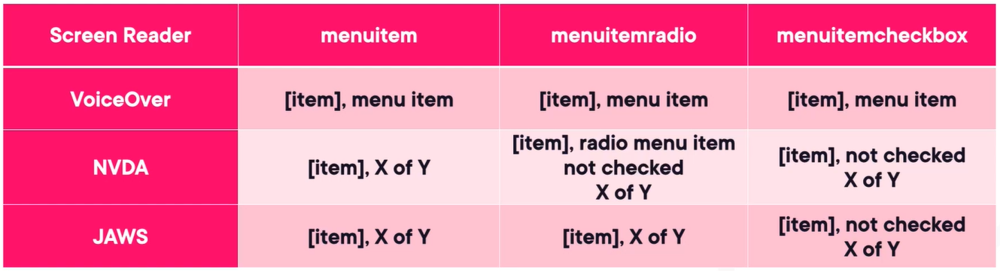 Screen Reader
menuitem
menuitemradio
menuitemcheckbox
VoiceOver
[item], menu item
[item], menu item
[item], menu item
NVDA
[item], X of Y
[item], radio menu item
not checked
X of Y
[item], not checked
X of Y
JAWS
[item], X of Y
[item], X of Y
[item], not checked
X of Y